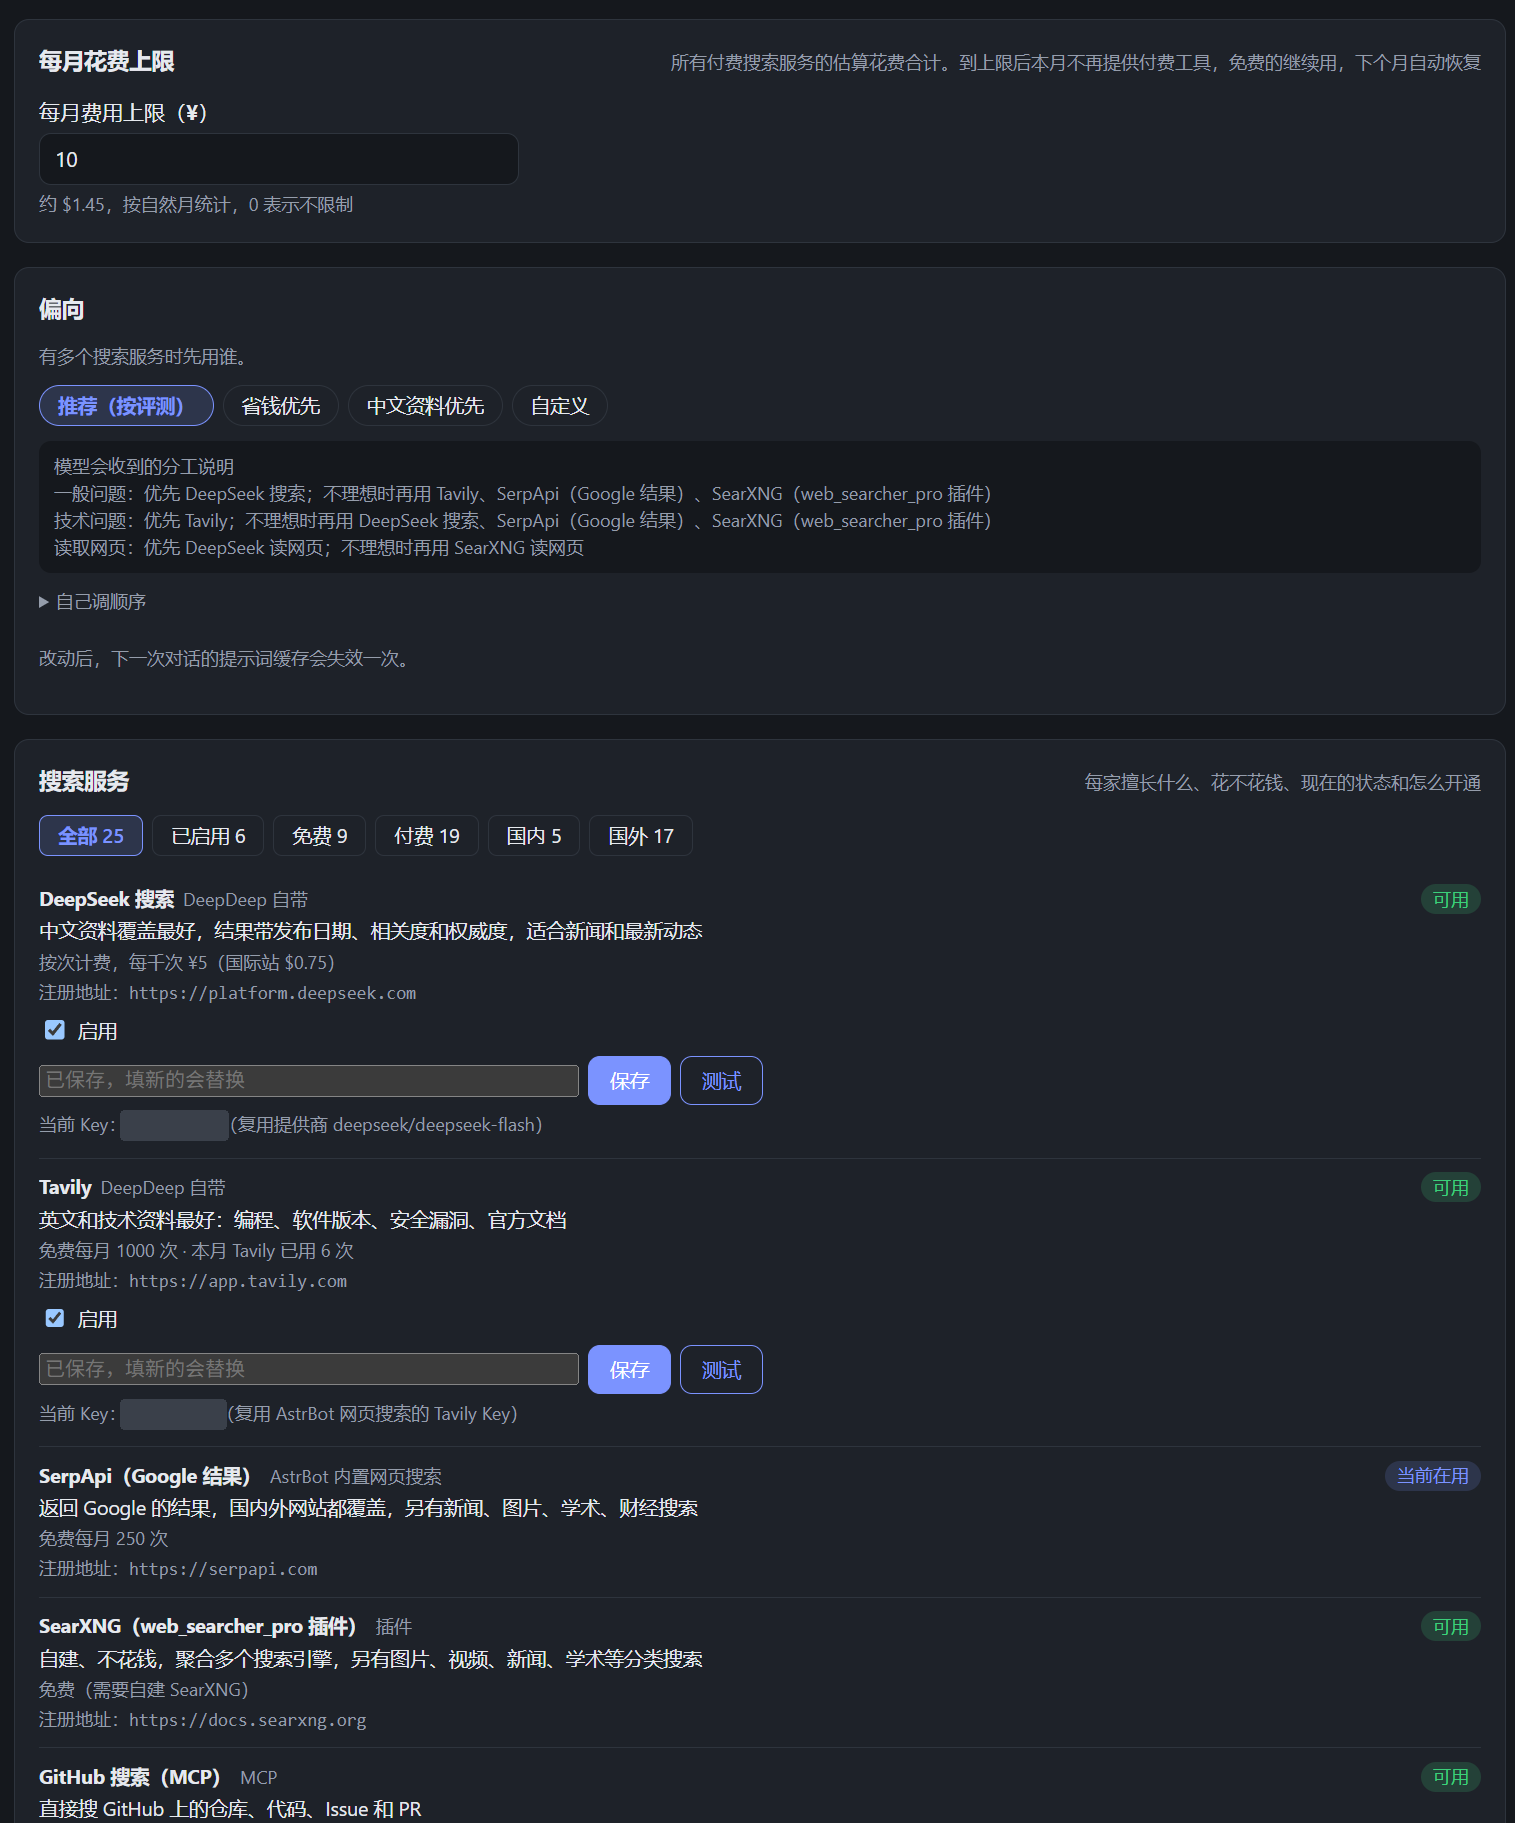 每月花费上限
所有付费搜索服务的估算花费合计。到上限后本月不再提供付费工具，免费的继续用，下个月自动恢复
每月费用上限（¥）
10
约 $1.45，按自然月统计，0 表示不限制
偏向
有多个搜索服务时先用谁。
推荐（按评测） 省钱优先 中文资料优先 自定义
模型会收到的分工说明
一般问题：优先 DeepSeek 搜索；不理想时再用 Tavily、SerpApi（Google 结果）、SearXNG（web_searcher_pro 插件）
技术问题：优先 Tavily；不理想时再用 DeepSeek 搜索、SerpApi（Google 结果）、SearXNG（web_searcher_pro 插件）
读取网页：优先 DeepSeek 读网页；不理想时再用 SearXNG 读网页
▶ 自己调顺序
改动后，下一次对话的提示词缓存会失效一次。
搜索服务
每家擅长什么、花不花钱、现在的状态和怎么开通
全部 25 已启用 6 免费 9 付费 19 国内 5 国外 17
DeepSeek 搜索 DeepDeep 自带 可用
中文资料覆盖最好，结果带发布日期、相关度和权威度，适合新闻和最新动态
按次计费，每千次 ¥5（国际站 $0.75）
注册地址：https://platform.deepseek.com
启用
已保存，填新的会替换 保存 测试
当前 Key： （复用提供商 deepseek/deepseek-flash）
Tavily DeepDeep 自带 可用
英文和技术资料最好：编程、软件版本、安全漏洞、官方文档
免费每月 1000 次 · 本月 Tavily 已用 6 次
注册地址：https://app.tavily.com
启用
已保存，填新的会替换 保存 测试
当前 Key： （复用 AstrBot 网页搜索的 Tavily Key）
SerpApi（Google 结果） AstrBot 内置网页搜索 当前在用
返回 Google 的结果，国内外网站都覆盖，另有新闻、图片、学术、财经搜索
免费每月 250 次
注册地址：https://serpapi.com
SearXNG（web_searcher_pro 插件） 插件 可用
自建、不花钱，聚合多个搜索引擎，另有图片、视频、新闻、学术等分类搜索
免费（需要自建 SearXNG）
注册地址：https://docs.searxng.org
GitHub 搜索（MCP） MCP 可用
直接搜 GitHub 上的仓库、代码、Issue 和 PR